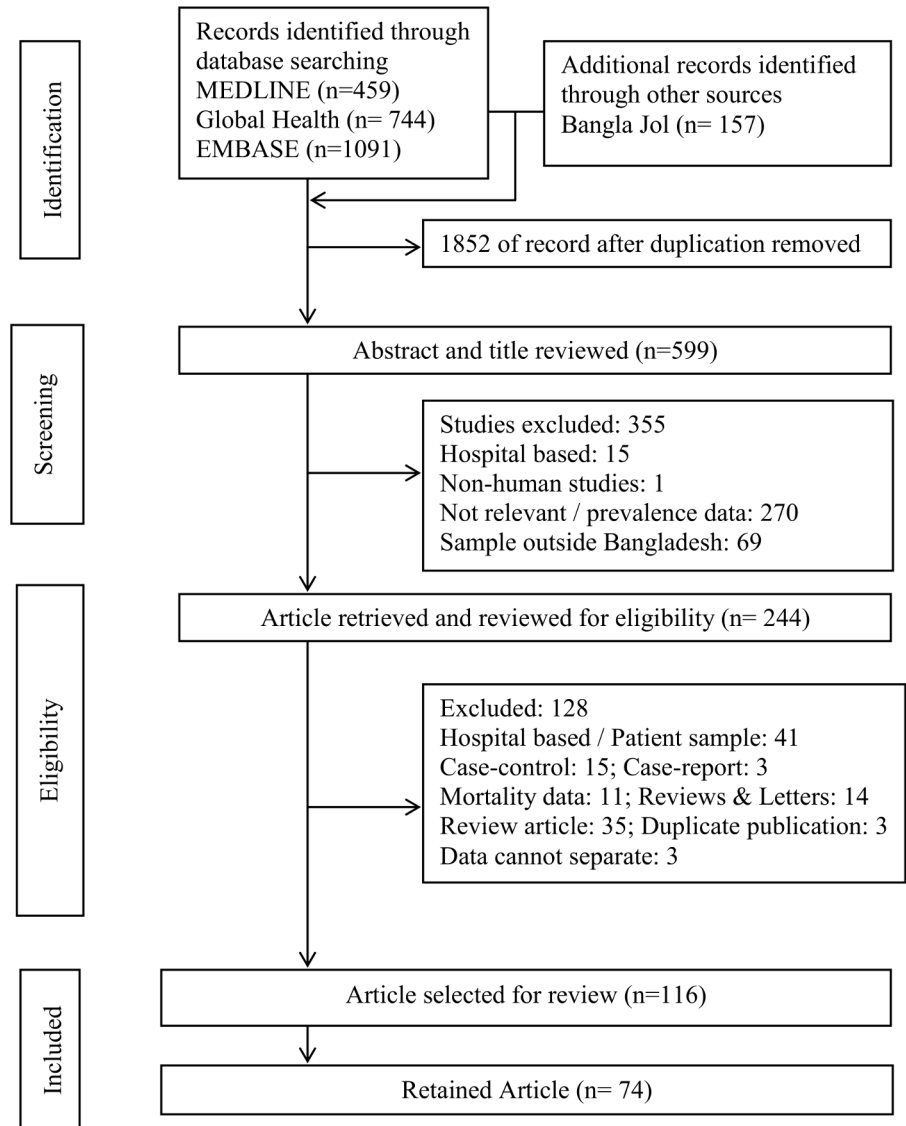 Identification
Records identified through
database searching
MEDLINE (n=459)
Global Health (n= 744)
EMBASE (n=1091)
Additional records identified
through other sources
Bangla Jol (n= 157)
1852 of record after duplication removed
Screening
Abstract and title reviewed (n=599)
Studies excluded: 355
Hospital based: 15
Non-human studies: 1
Not relevant / prevalence data: 270
Sample outside Bangladesh: 69
Eligibility
Article retrieved and reviewed for eligibility (n= 244)
Excluded: 128
Hospital based / Patient sample: 41
Case-control: 15; Case-report: 3
Mortality data: 11; Reviews & Letters: 14
Review article: 35; Duplicate publication: 3
Data cannot separate: 3
Included
Article selected for review (n=116)
Retained Article (n= 74)